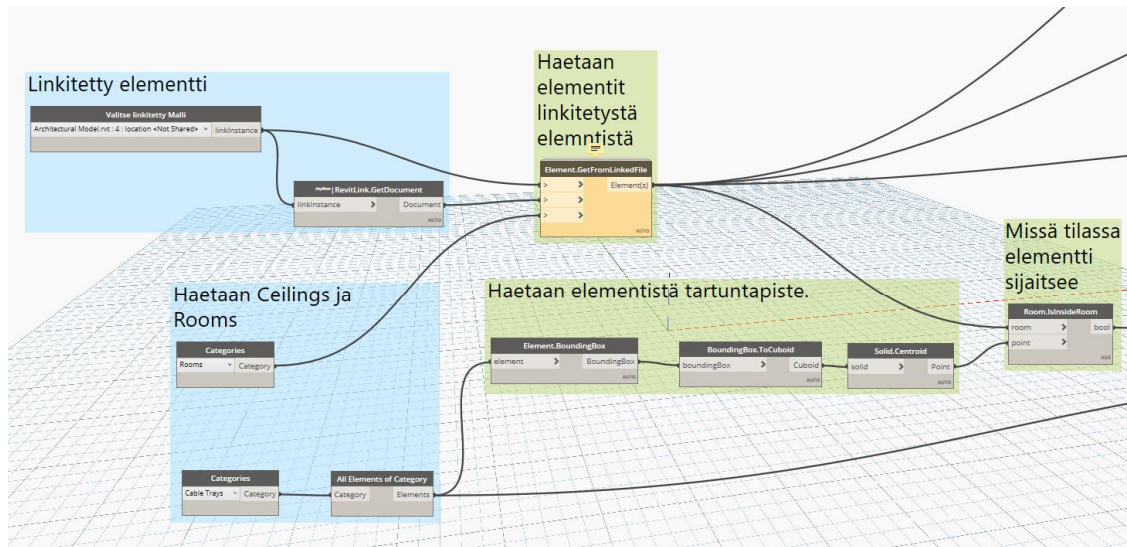 Linkitetty elementti
Valitse linkitetty Malli
Architectural Model.rvt : 4 : location <Not Shared>
linkInstance
RevitLink.GetDocument
linkInstance
>
Document
AUTO
Haetaan
elementit
linkitetystä
elemntistä
Element.GetFromLinkedFile
> > Element(s)
> >
> >
AUTO
Haetaan Ceilings ja
Rooms
Categories
Rooms
Category
Categories
Cable Trays
Category
All Elements of Category
Category
Elements
Haetaan elementistä tartuntapiste.
Element.BoundingBox
element > BoundingBox
AUTO
BoundingBox.ToCuboid
boundingBox > Cuboid
AUTO
Solid.Centroid
solid > Point
AUTO
Missä tilassa
elementti
sijaitsee
Room.IsInsideRoom
room > bool
point >
XXX